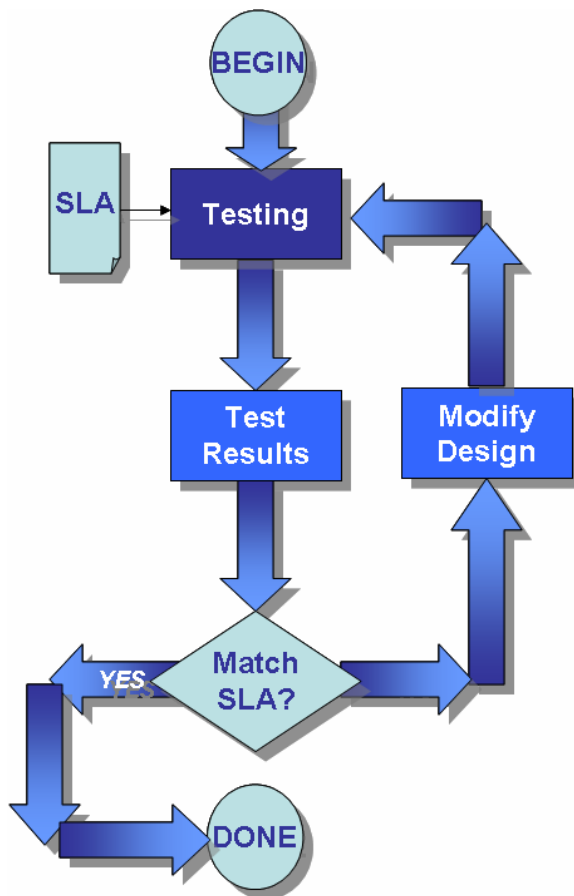 BEGIN
SLA
Testing
Test
Results
Modify
Design
YES
Match
SLA?
DONE